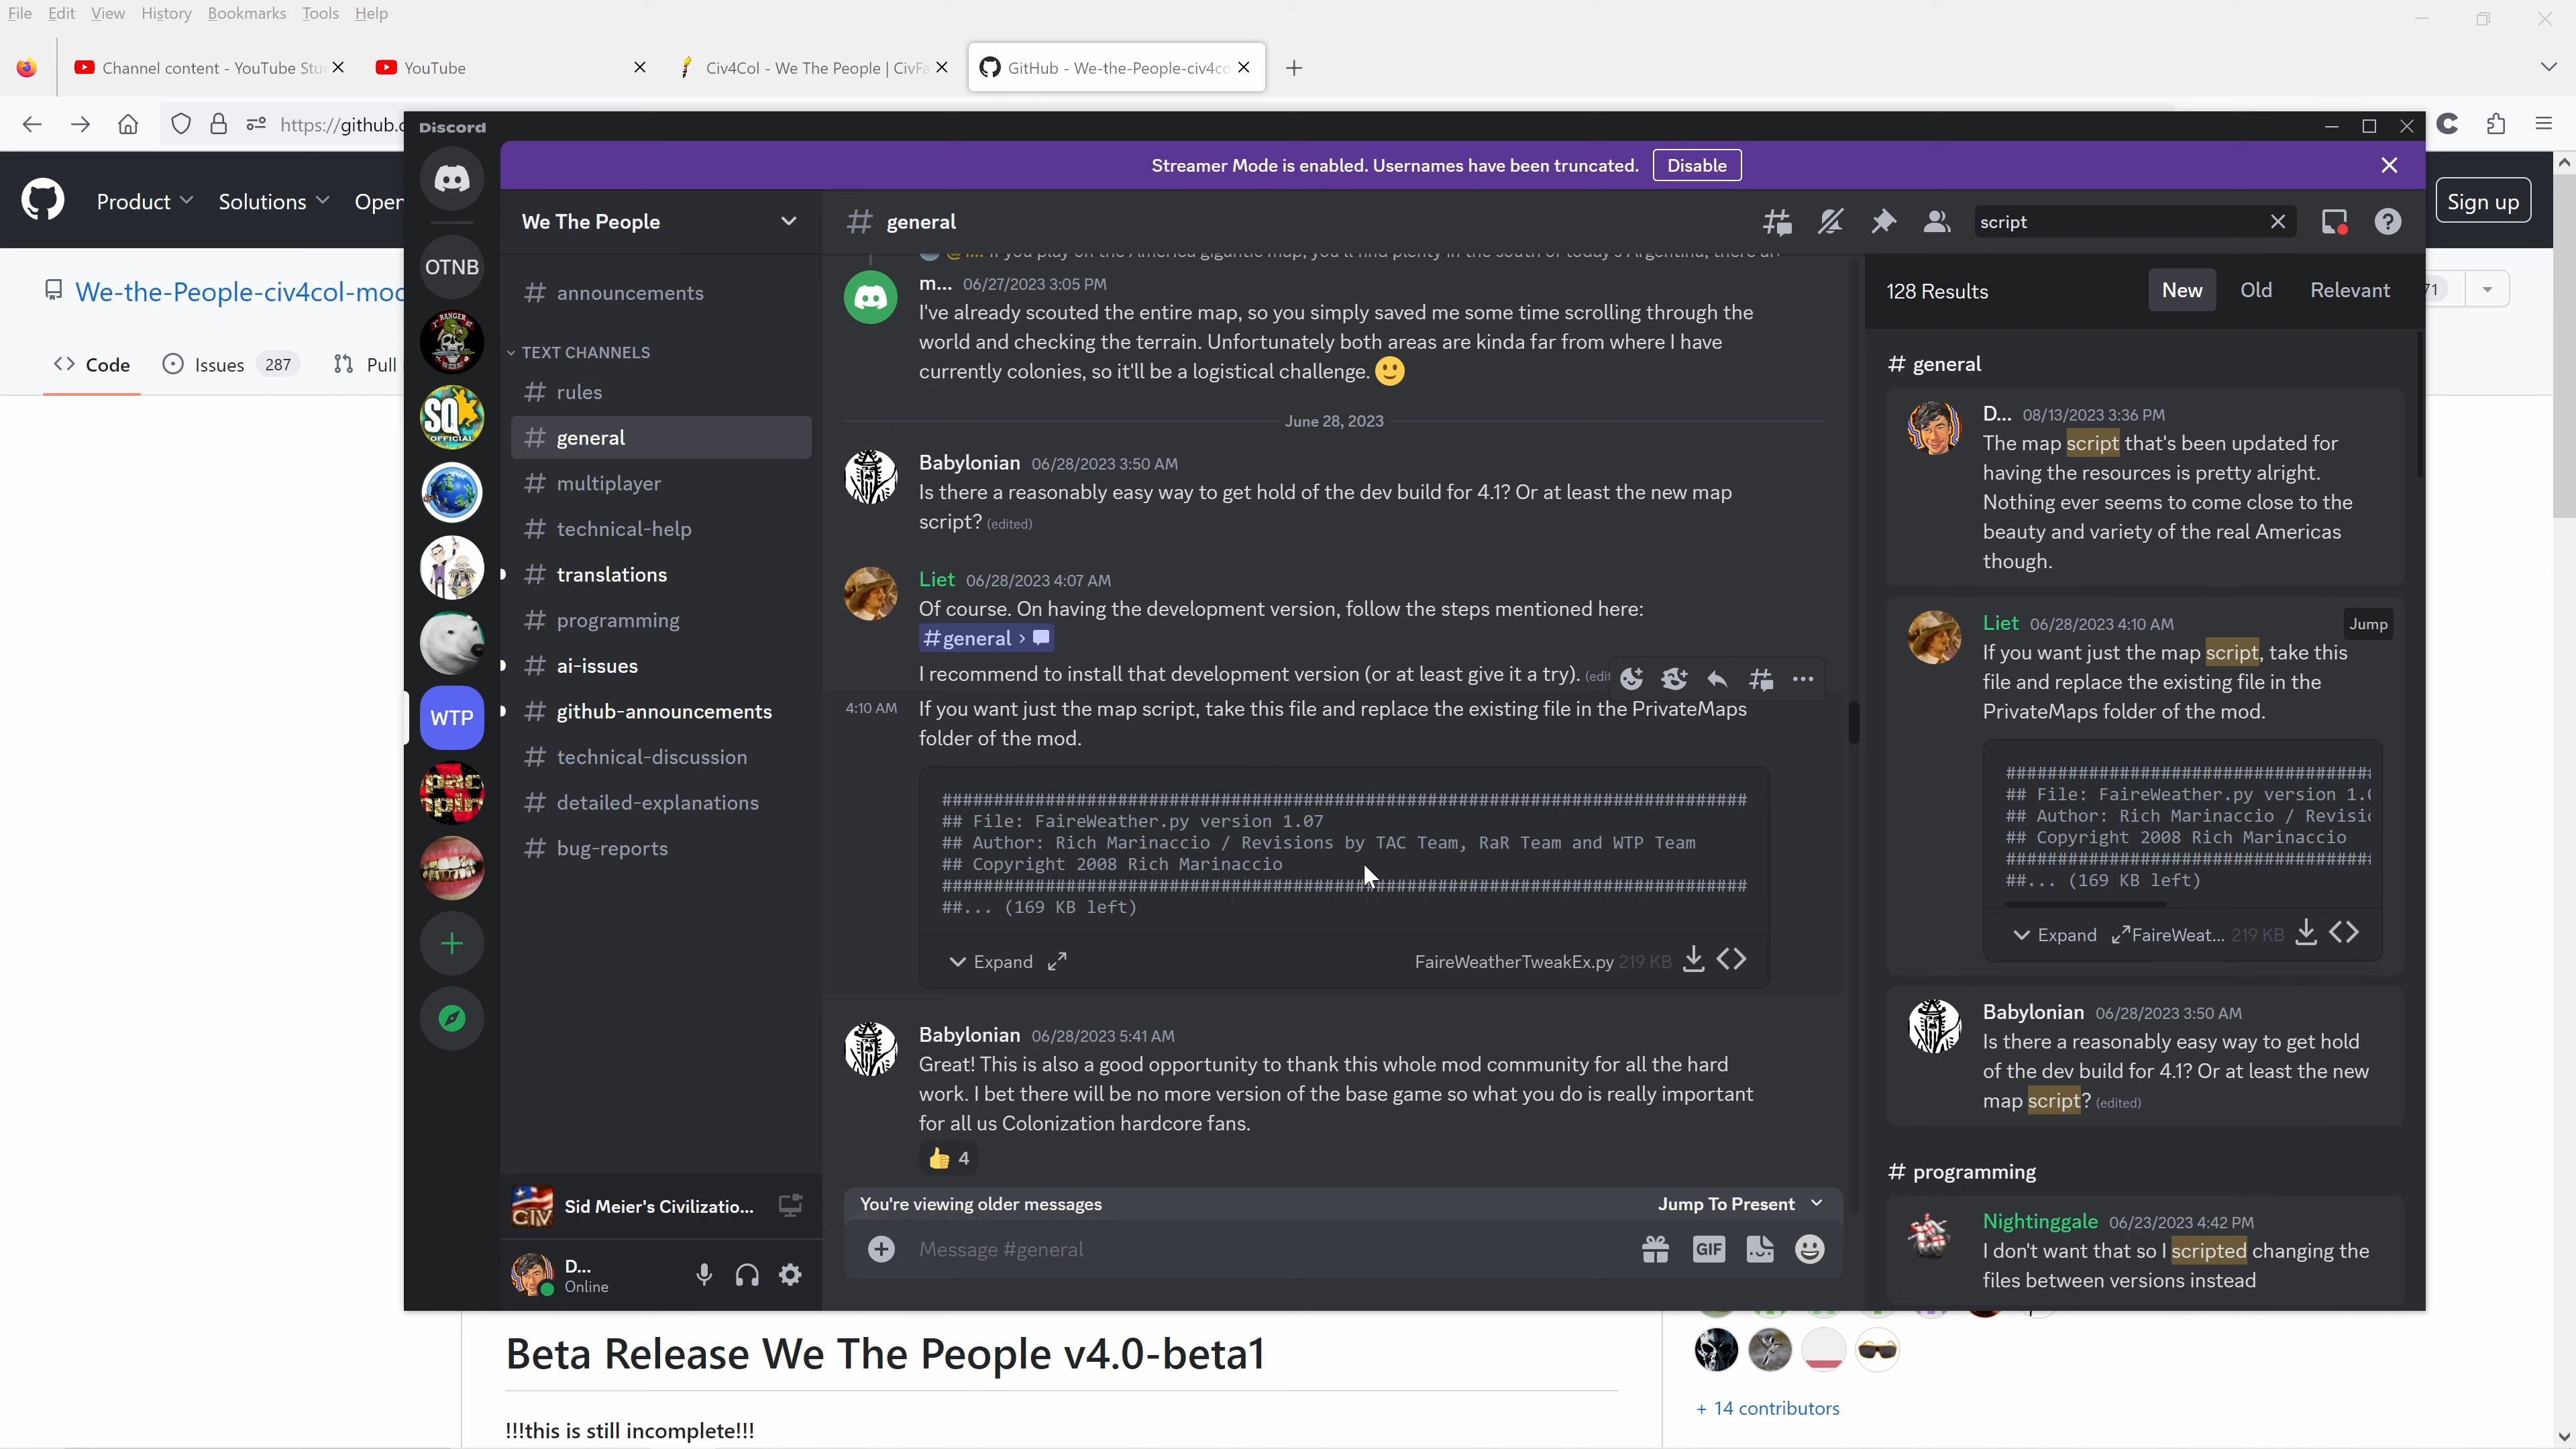 File Edit View History Bookmarks Tools Help
Channel content - YouTube Stu
YouTube
Civ4Col - We The People | CivFa
GitHub - We-the-People-civ4co
https://github.c
Discord
Streamer Mode is enabled. Usernames have been truncated. Disable
Product Solutions Open
Sign up
OTNB
We The People
general
script
We-the-People-civ4col-mod
announcements
m... 06/27/2023 3:05 PM
I've already scouted the entire map, so you simply saved me some time scrolling through the
world and checking the terrain. Unfortunately both areas are kinda far from where I have
currently colonies, so it'll be a logistical challenge.
128 Results New Old Relevant
71
Code Issues 287 Pull
TEXT CHANNELS
rules
general
multiplayer
technical-help
translations
programming
ai-issues
github-announcements
technical-discussion
detailed-explanations
bug-reports
SQ
OFFICIAL
WTP
June 28, 2023
Babylonian 06/28/2023 3:50 AM
Is there a reasonably easy way to get hold of the dev build for 4.1? Or at least the new map
script? (edited)
Liet 06/28/2023 4:07 AM
Of course. On having the development version, follow the steps mentioned here:
#general ›
I recommend to install that development version (or at least give it a try). (edit
4:10 AM If you want just the map script, take this file and replace the existing file in the PrivateMaps
folder of the mod.
##############################################################################
## File: FaireWeather.py version 1.07
## Author: Rich Marinaccio / Revisions by TAC Team, RaR Team and WTP Team
## Copyright 2008 Rich Marinaccio
##############################################################################
##... (169 KB left)
Expand FaireWeatherTweakEx.py 219 KB
Babylonian 06/28/2023 5:41 AM
Great! This is also a good opportunity to thank this whole mod community for all the hard
work. I bet there will be no more version of the base game so what you do is really important
for all us Colonization hardcore fans.
4
You're viewing older messages Jump To Present
Message #general
GIF
CIV
Sid Meier's Civilizatio...
D...
Online
# general
D... 08/13/2023 3:36 PM
The map script that's been updated for
having the resources is pretty alright.
Nothing ever seems to come close to the
beauty and variety of the real Americas
though.
Liet 06/28/2023 4:10 AM Jump
If you want just the map script, take this
file and replace the existing file in the
PrivateMaps folder of the mod.
###################################
## File: FaireWeather.py version 1.0
## Author: Rich Marinaccio / Revisio
## Copyright 2008 Rich Marinaccio
###################################
##... (169 KB left)
Expand FaireWeat... 219 KB
Babylonian 06/28/2023 3:50 AM
Is there a reasonably easy way to get hold
of the dev build for 4.1? Or at least the new
map script? (edited)
# programming
Nightinggale 06/23/2023 4:42 PM
I don't want that so I scripted changing the
files between versions instead
Beta Release We The People v4.0-beta1
!!!this is still incomplete!!!
+ 14 contributors